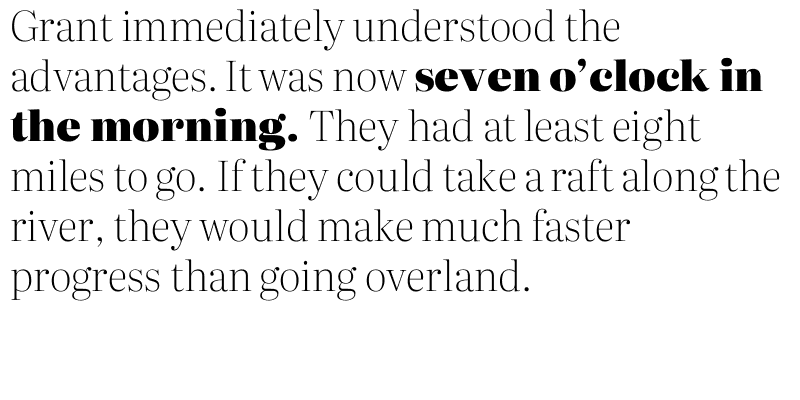 Grant immediately understood the
advantages. It was now seven o’clock in
the morning. They had at least eight
miles to go. If they could take a raft along the
river, they would make much faster
progress than going overland.